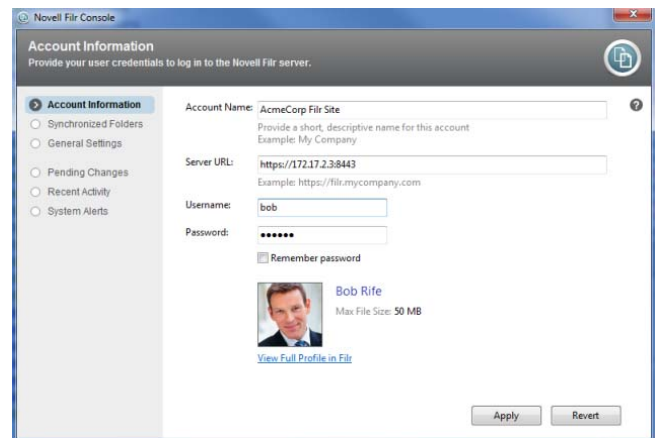 Novell Filr Console
Account Information
Provide your user credentials to log in to the Novell Filr server.
Account Information
Synchronized Folders
General Settings
Pending Changes
Recent Activity
System Alerts
Account Name: AcmeCorp Filr Site
Provide a short, descriptive name for this account
Example: My Company
Server URL: https://172.17.2.3:8443
Example: https://filr.mycompany.com
Username: bob
Password: ••••••
Remember password
Bob Rife
Max File Size: 50 MB
View Full Profile in Filr
Apply Revert